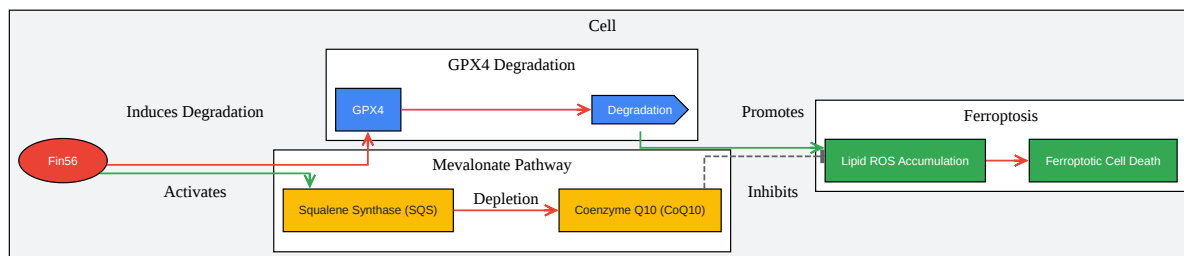 Cell
GPX4 Degradation
Induces Degradation
GPX4
Degradation
Promotes
Ferroptosis
Fin56
Lipid ROS Accumulation
Ferroptotic Cell Death
Mevalonate Pathway
Activates
Depletion
Inhibits
Squalene Synthase (SQS)
Coenzyme Q10 (CoQ10)